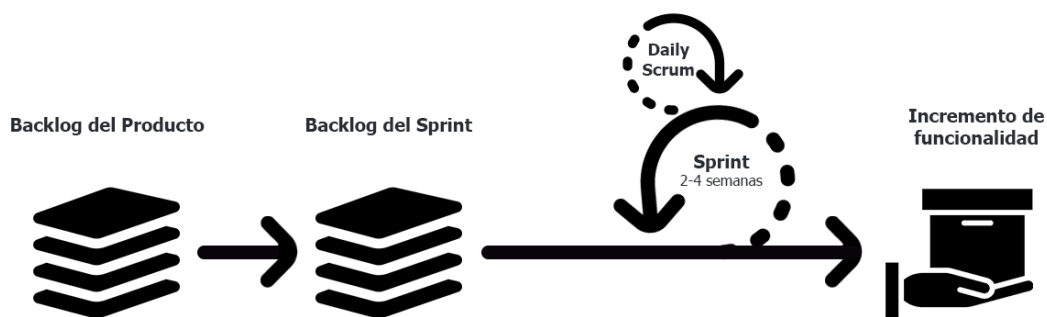 Backlog del Producto
Backlog del Sprint
Daily
Scrum
Sprint
2-4 semanas
Incremento de
funcionalidad